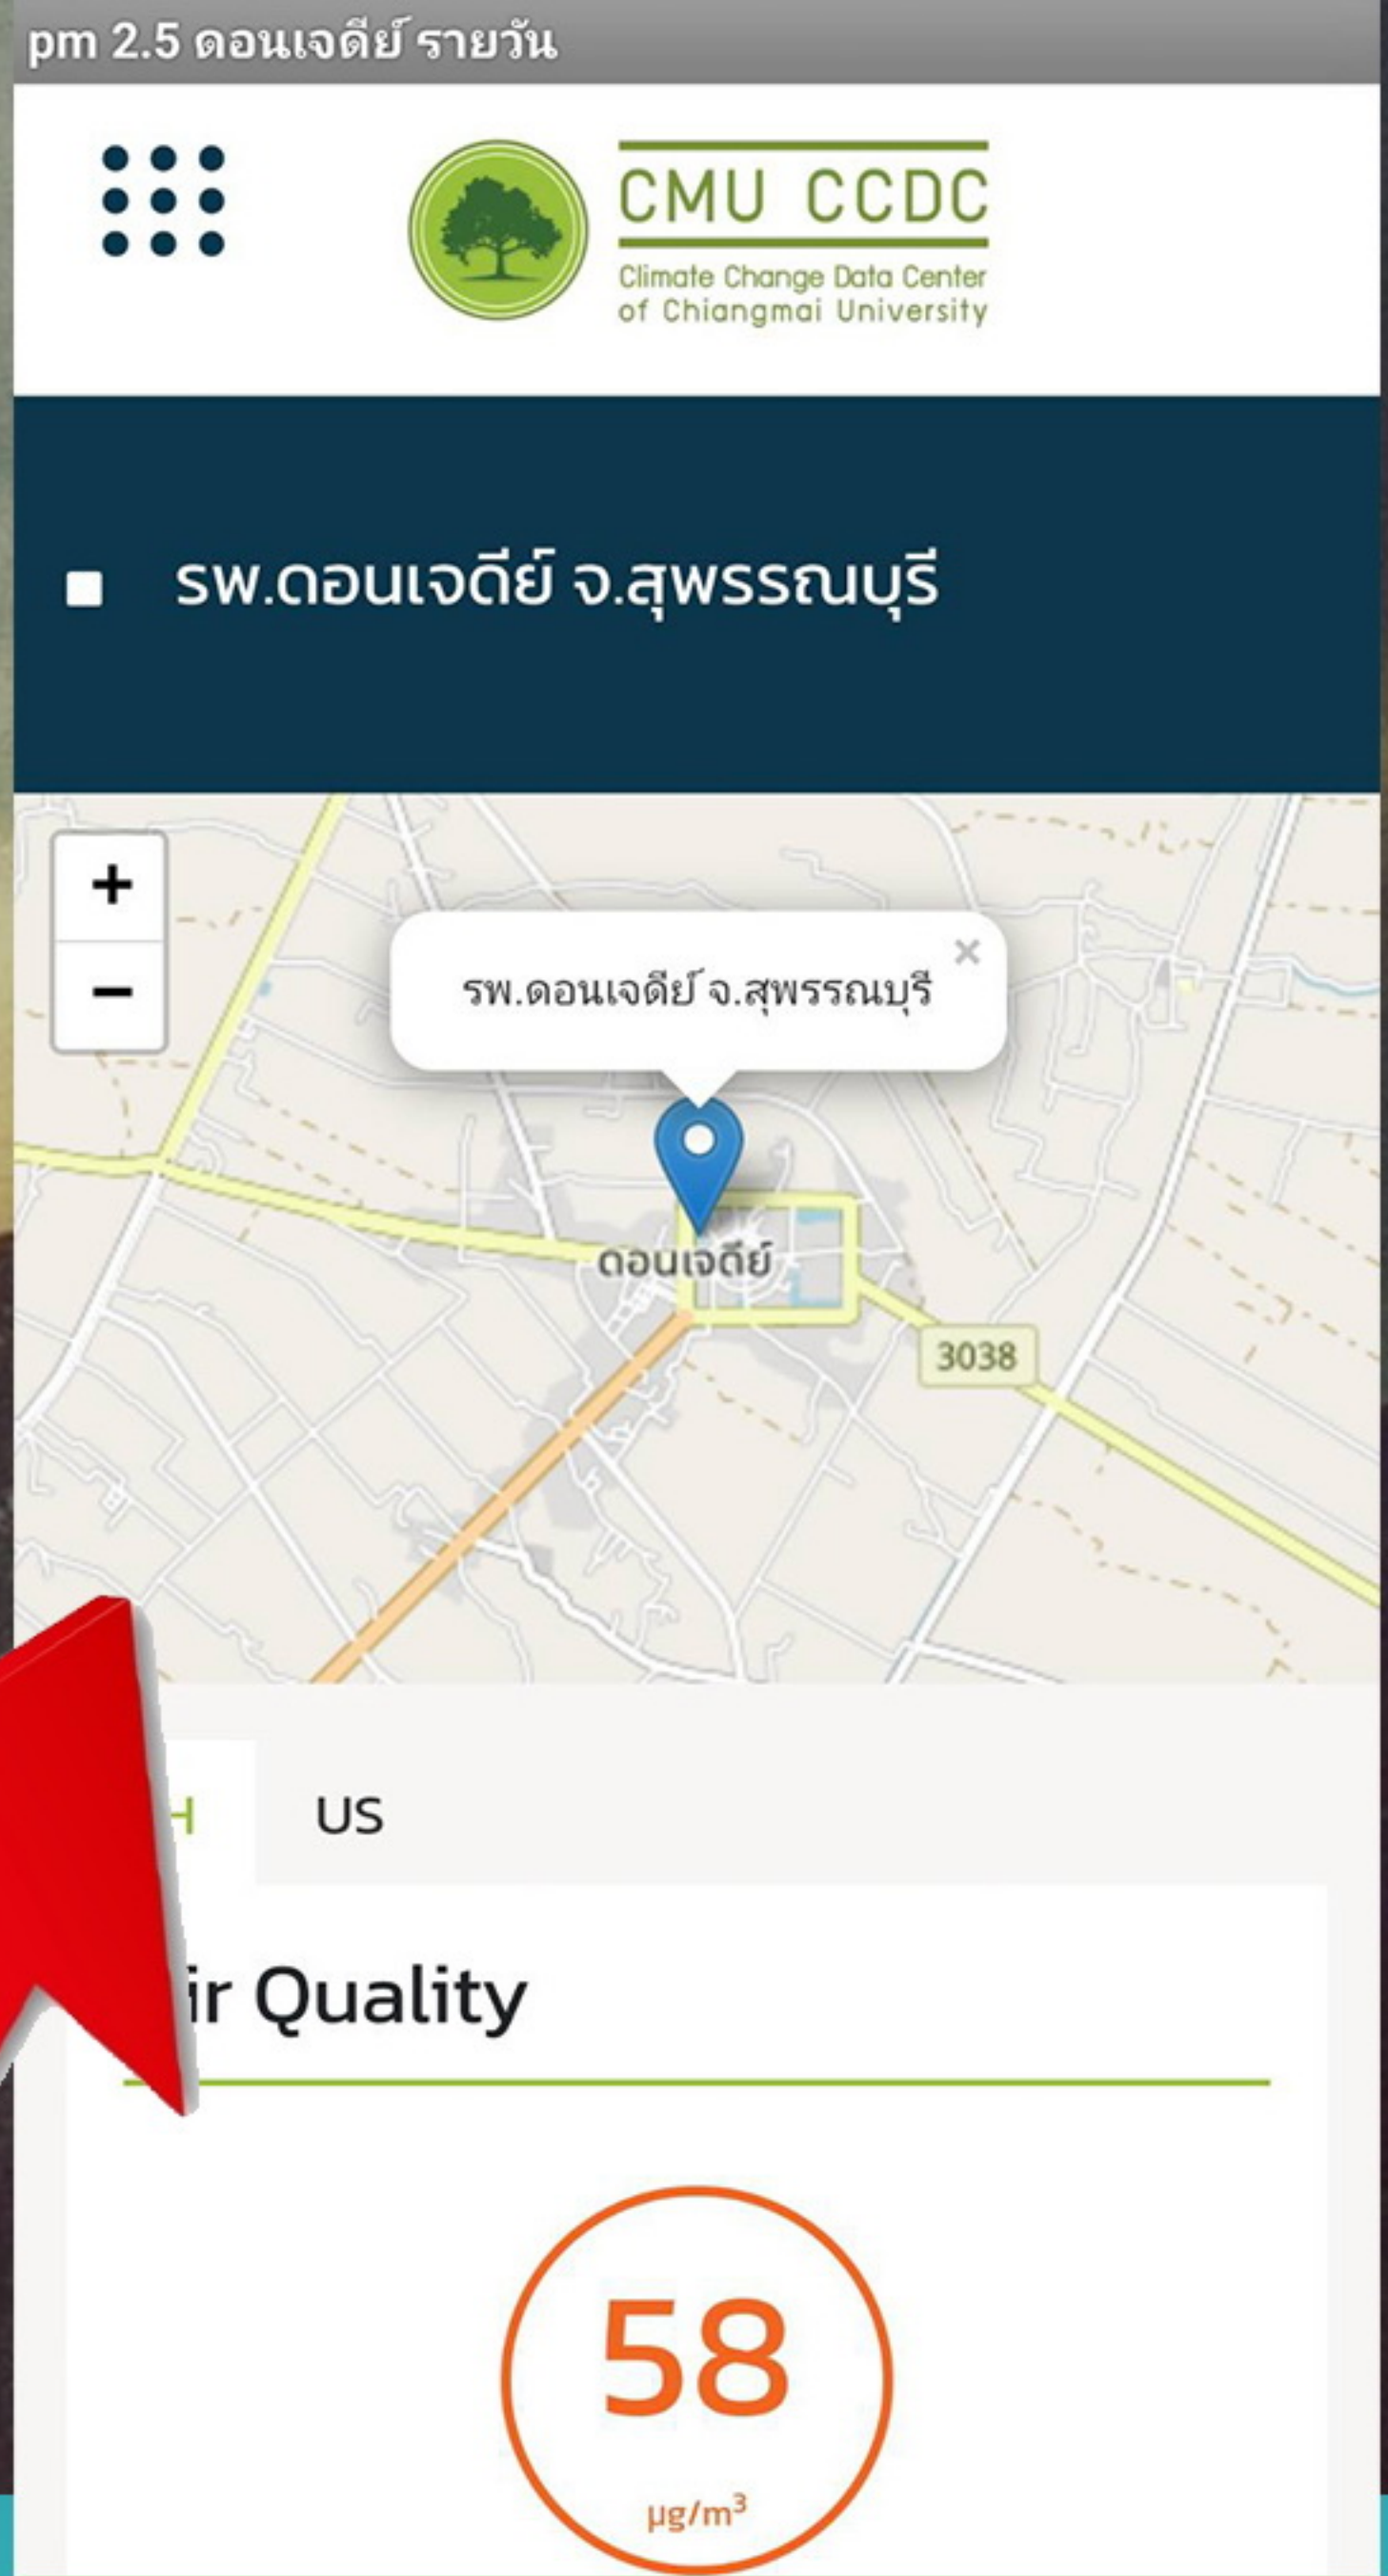 pm 2.5 ดอนเจดีย์ รายวัน
CMU CCDC
Climate Change Data Center
of Chiangmai University
รพ.ดอนเจดีย์ จ.สุพรรณบุรี
+
−
×
รพ.ดอนเจดีย์ จ.สุพรรณบุรี
ดอนเจดีย์
3038
H US
ir Quality
58
µg/m³